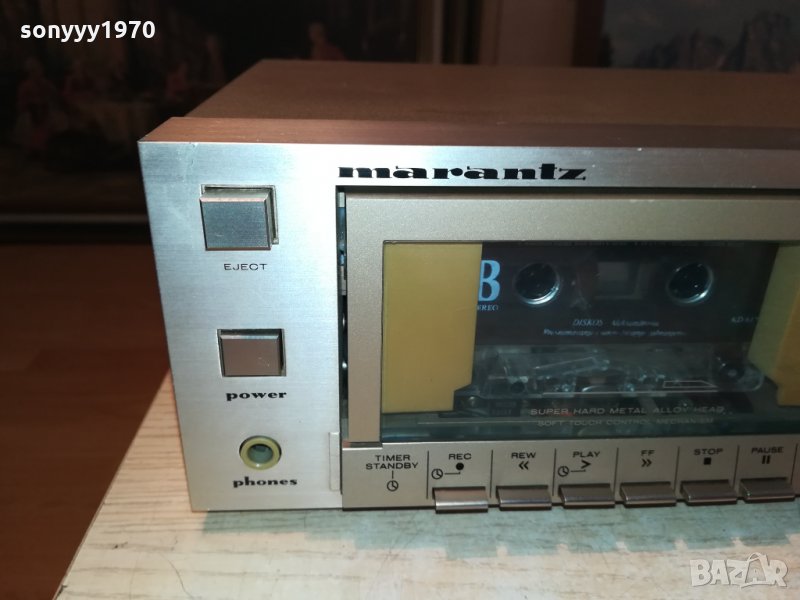 sonyyy1970
marantz
EJECT
B
STEREO
DISKOS
power
SUPER HARD METAL ALLOY HEAD
SOFT TOUCH CONTROL MECHANISM
TIMER STANDBY REC REW PLAY FF STOP PAUSE
phones
BAZAR